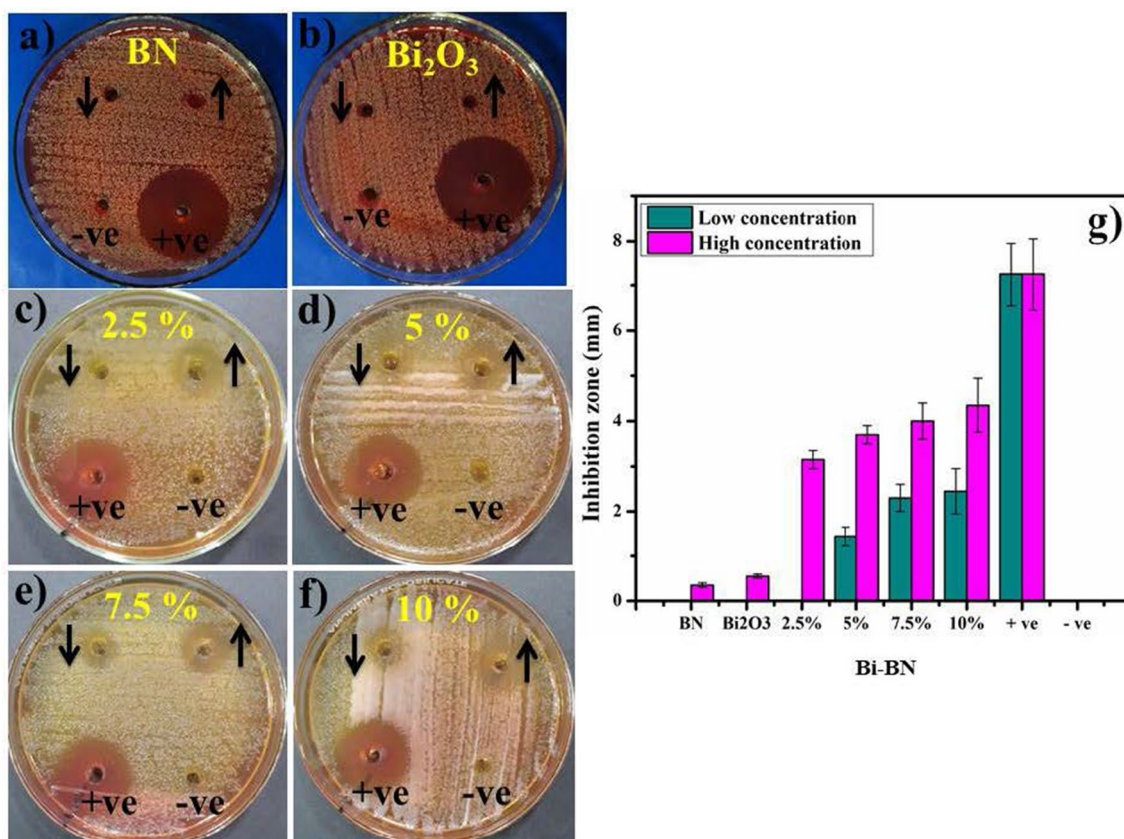 a)
BN
-ve
+ve
b)
Bi₂O₃
-ve
+ve
c)
2.5 %
+ve
-ve
d)
5 %
+ve
-ve
e)
7.5 %
+ve
-ve
f)
10 %
+ve
-ve
g)
Low concentration
High concentration
Inhibition zone (mm)
8
6
4
2
0
BN Bi2O3 2.5% 5% 7.5% 10% + ve - ve
Bi-BN